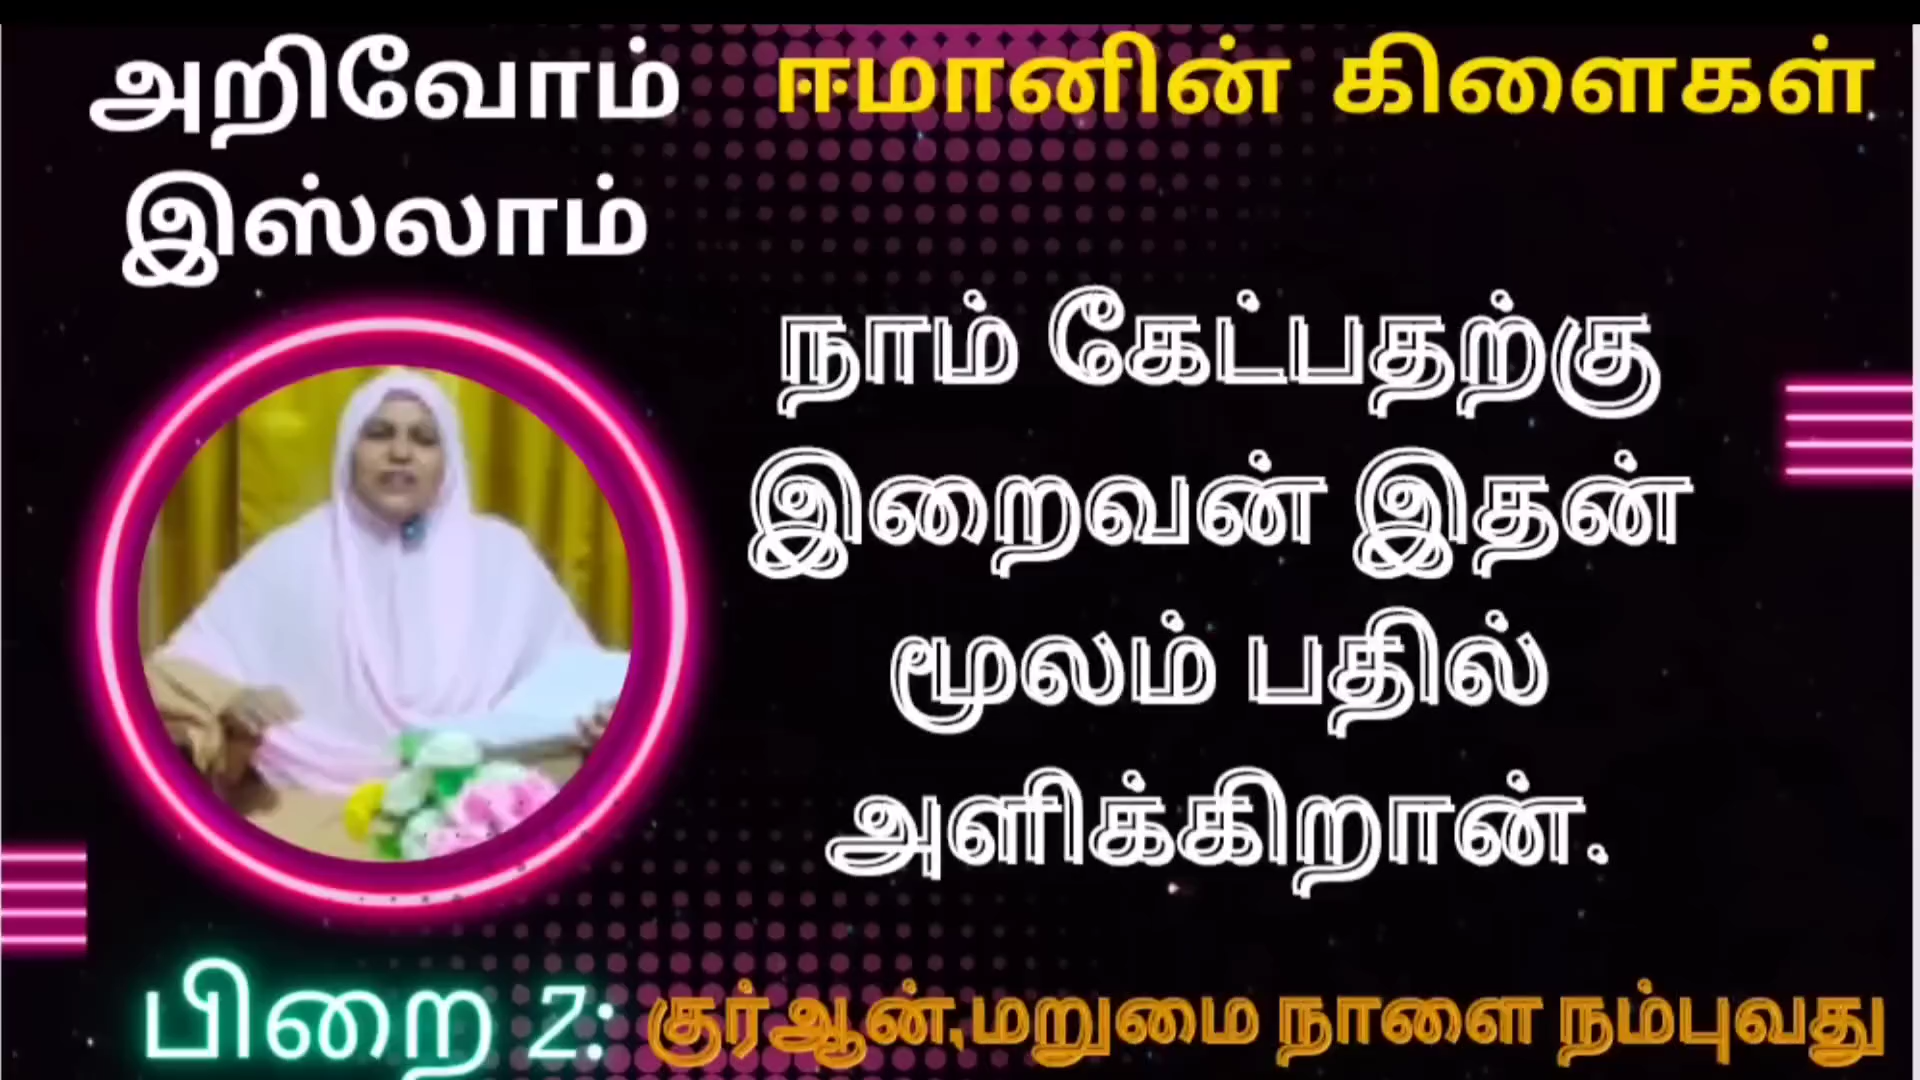 அறிவோம்
இஸ்லாம்
ஈமானின் கிளைகள்
நாம் கேட்பதற்கு
இறைவன் இதன்
மூலம் பதில்
அளிக்கிறான்.
பிறை 2: குர்ஆன்,மறுமை நாளை நம்புவது